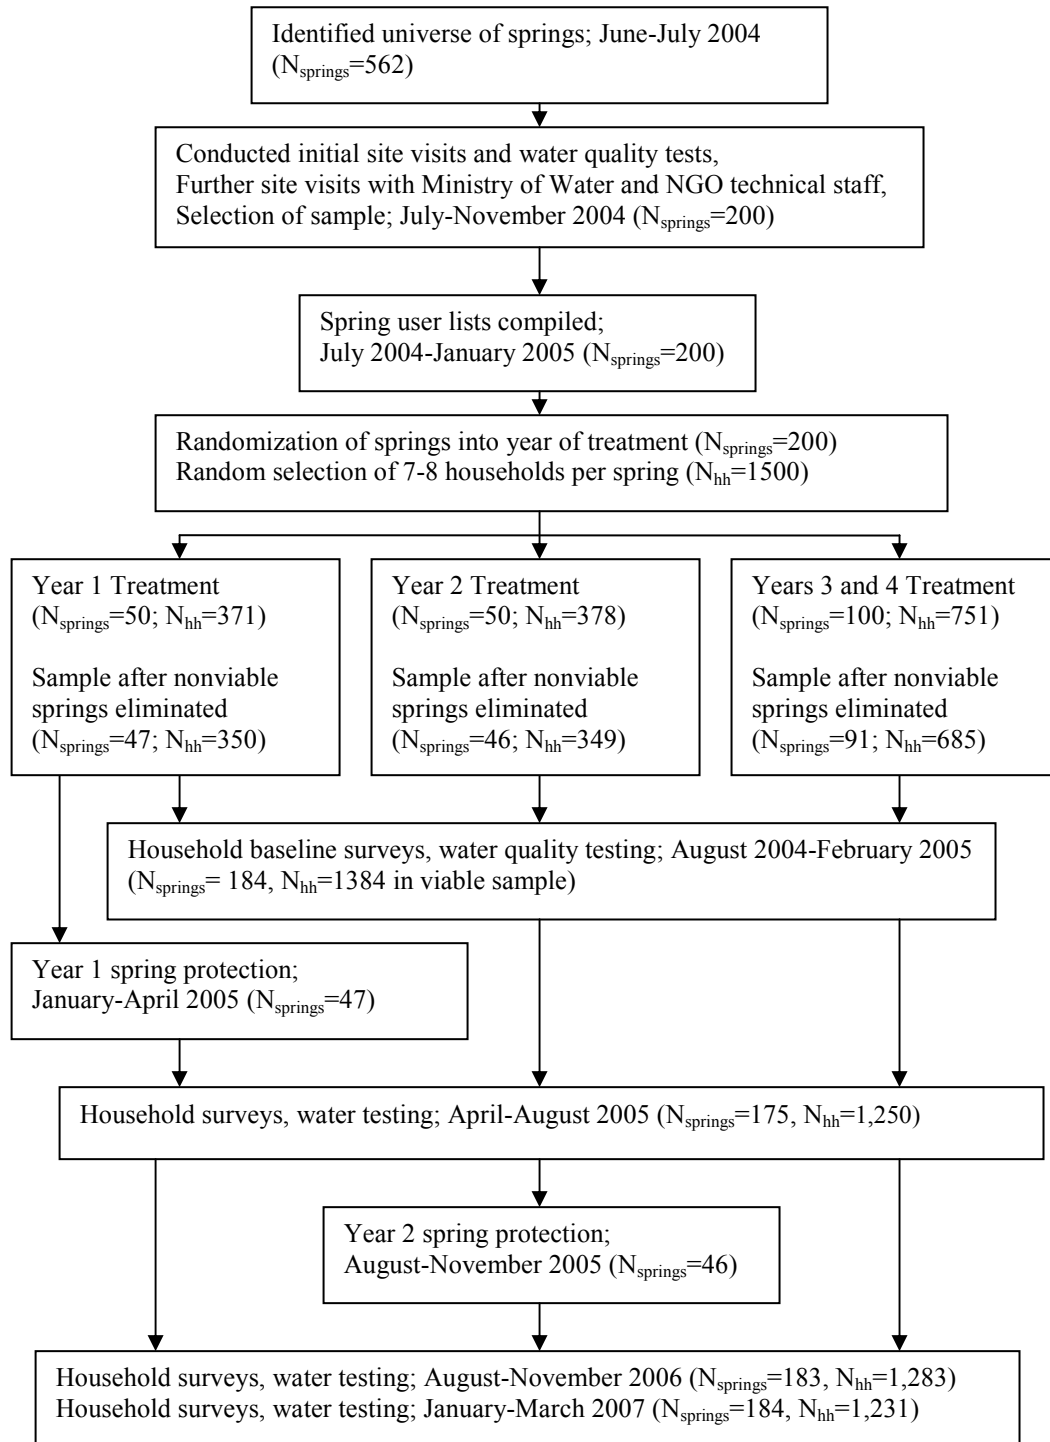 Identified universe of springs; June-July 2004
(Nsprings=562)
Conducted initial site visits and water quality tests,
Further site visits with Ministry of Water and NGO technical staff,
Selection of sample; July-November 2004 (Nsprings=200)
Spring user lists compiled;
July 2004-January 2005 (Nsprings=200)
Randomization of springs into year of treatment (Nsprings=200)
Random selection of 7-8 households per spring (Nhh=1500)
Year 1 Treatment
(Nsprings=50; Nhh=371)
Sample after nonviable
springs eliminated
(Nsprings=47; Nhh=350)
Year 2 Treatment
(Nsprings=50; Nhh=378)
Sample after nonviable
springs eliminated
(Nsprings=46; Nhh=349)
Years 3 and 4 Treatment
(Nsprings=100; Nhh=751)
Sample after nonviable
springs eliminated
(Nsprings=91; Nhh=685)
Household baseline surveys, water quality testing; August 2004-February 2005
(Nsprings= 184, Nhh=1384 in viable sample)
Year 1 spring protection;
January-April 2005 (Nsprings=47)
Household surveys, water testing; April-August 2005 (Nsprings=175, Nhh=1,250)
Year 2 spring protection;
August-November 2005 (Nsprings=46)
Household surveys, water testing; August-November 2006 (Nsprings=183, Nhh=1,283)
Household surveys, water testing; January-March 2007 (Nsprings=184, Nhh=1,231)